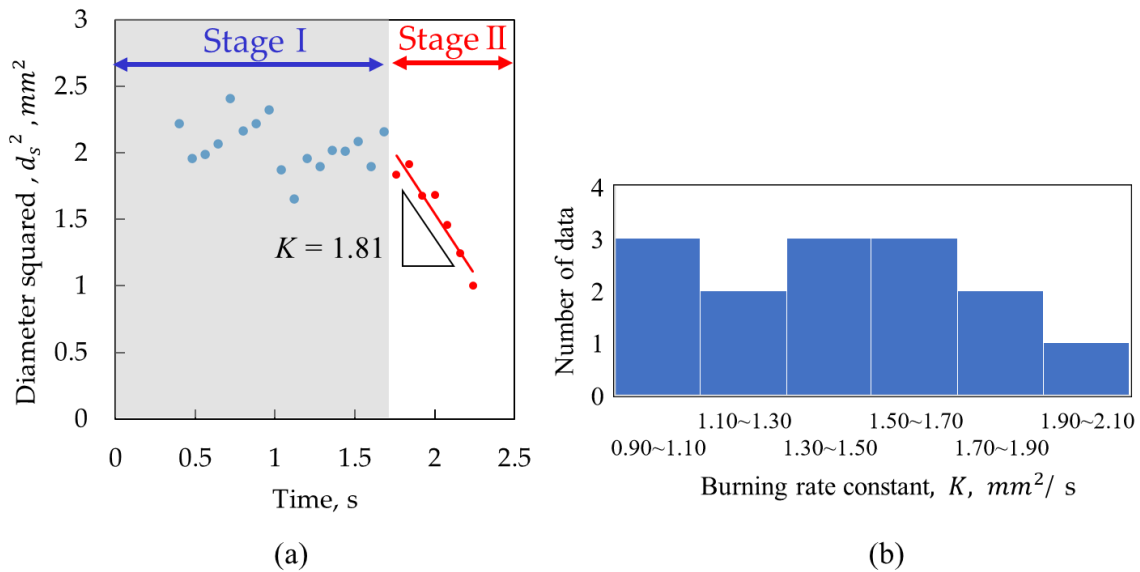 Stage I
Stage II
3
2.5
2
1.5
1
0.5
0
Diameter squared , dₛ² , mm²
K = 1.81
0 0.5 1 1.5 2 2.5
Time, s
(a)
4
3
2
1
0
Number of data
1.10~1.30 1.50~1.70 1.90~2.10
0.90~1.10 1.30~1.50 1.70~1.90
Burning rate constant, K, mm²/ s
(b)